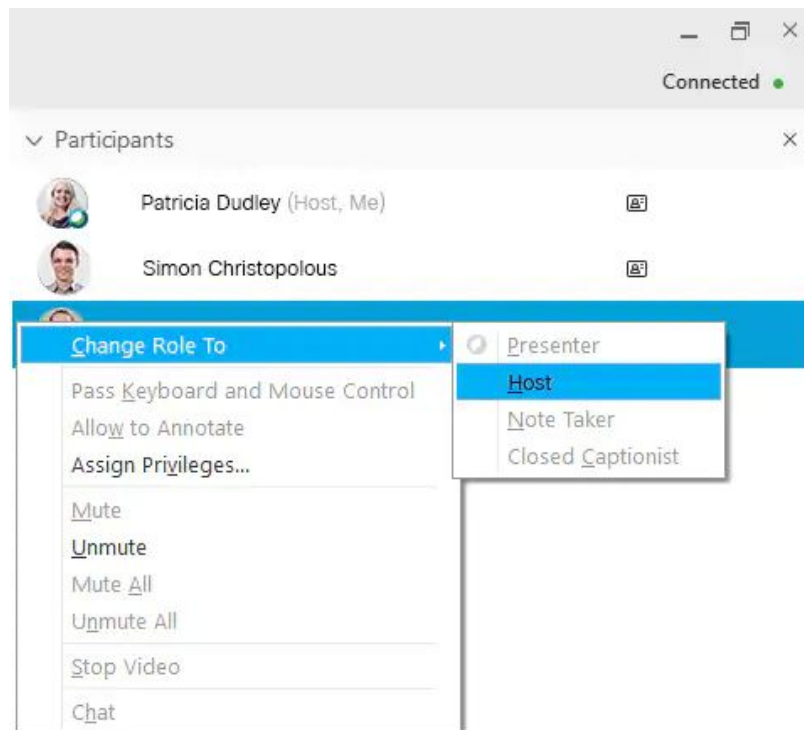 Connected
Participants
Patricia Dudley (Host, Me)
Simon Christopolous
Change Role To
Presenter
Host
Note Taker
Closed Captionist
Pass Keyboard and Mouse Control
Allow to Annotate
Assign Privileges...
Mute
Unmute
Mute All
Unmute All
Stop Video
Chat